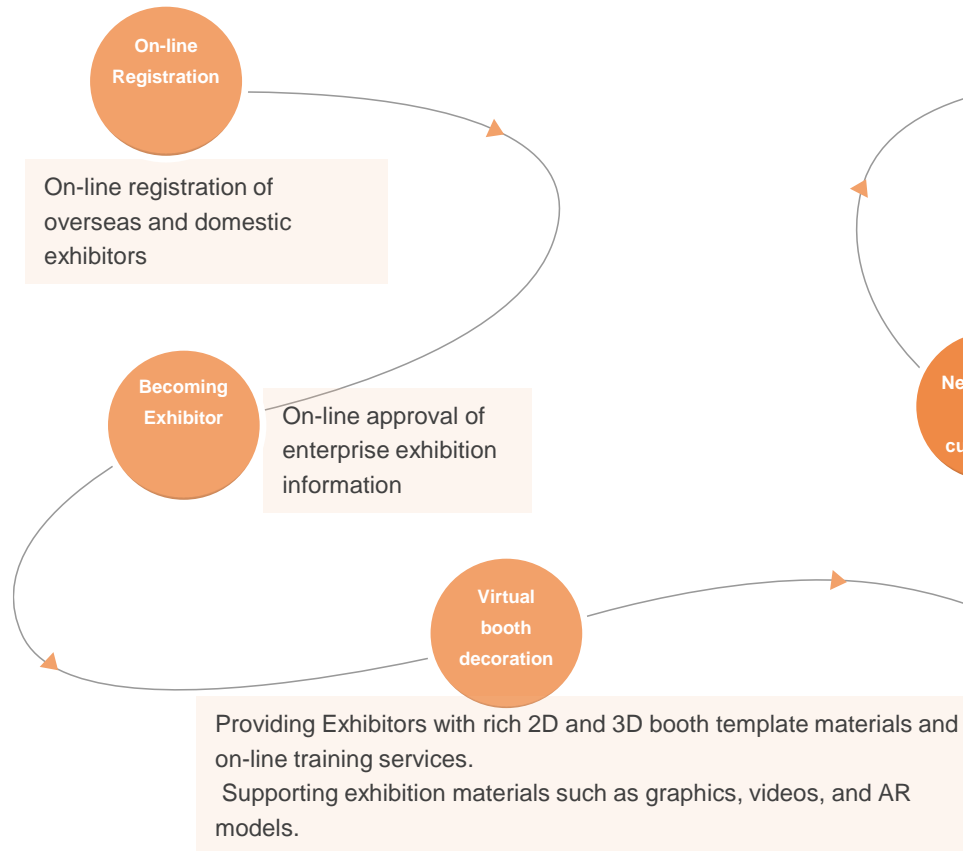 On-line
Registration
On-line registration of
overseas and domestic
exhibitors
Becoming
Exhibitor
On-line approval of
enterprise exhibition
information
Virtual
booth
decoration
Providing Exhibitors with rich 2D and 3D booth template materials and
on-line training services.
Supporting exhibition materials such as graphics, videos, and AR
models.